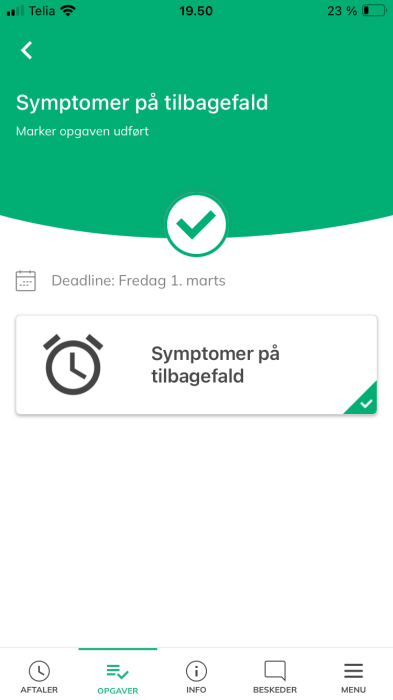 Telia
19.50
23 %
Symptomer på tilbagefald
Marker opgaven udført
Deadline: Fredag 1. marts
Symptomer på
tilbagefald
AFTALER
OPGAVER
INFO
BESKEDER
MENU